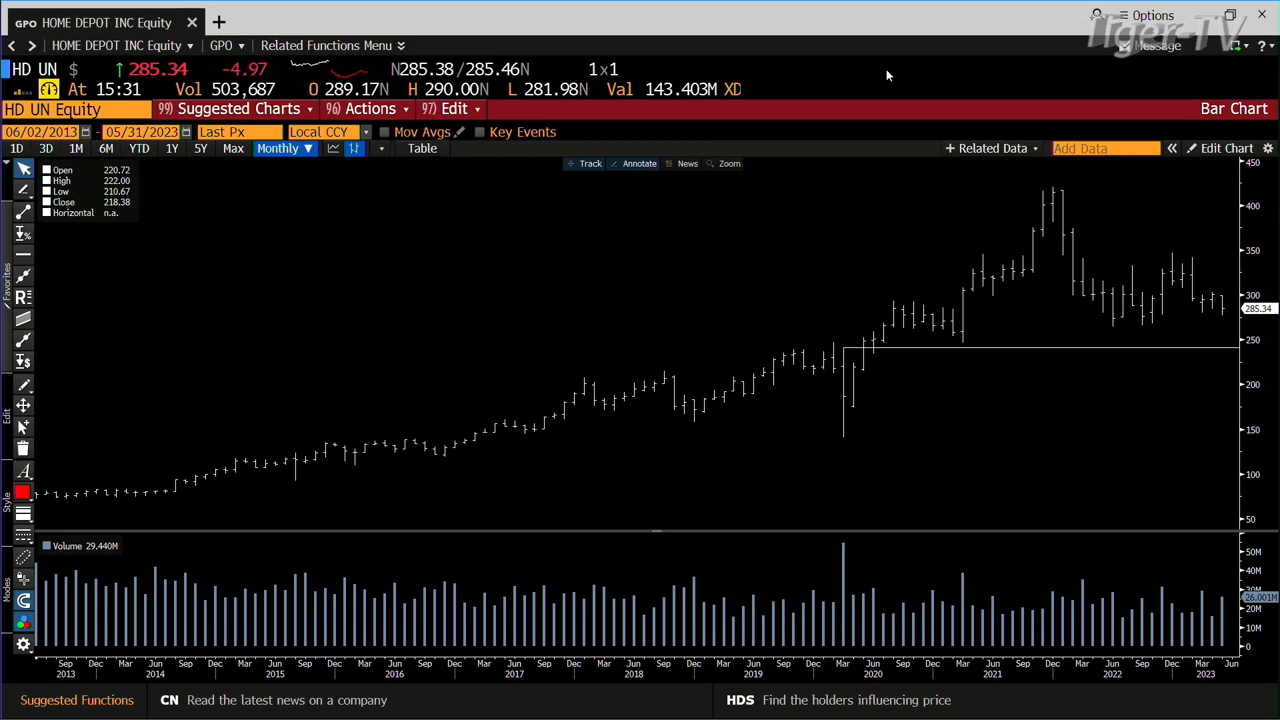 GPO HOME DEPOT INC Equity
Options
HOME DEPOT INC Equity GPO Related Functions Menu
Message
Tiger-TV
HD UN $ 285.34 -4.97 N285.38/285.46N 1x1
At 15:31 Vol 503,687 O 289.17N H 290.00N L 281.98N Val 143.403M XD
HD UN Equity 99) Suggested Charts 96) Actions 97) Edit Bar Chart
06/02/2013 - 05/31/2023 Last Px Local CCY Mov Avgs Key Events
1D 3D 1M 6M YTD 1Y 5Y Max Monthly ▼ Table + Related Data Add Data « Edit Chart
Track Annotate News Zoom
Open 220.72
High 222.00
Low 210.67
Close 218.38
Horizontal n.a.
450
400
350
300
285.34
250
200
150
100
50
Favorites
Edit
Style
Modes
Volume 29.440M
50M
40M
26.001M
20M
10M
0
Sep Dec Mar Jun Sep Dec Mar Jun Sep Dec Mar Jun Sep Dec Mar Jun Sep Dec Mar Jun Sep Dec Mar Jun Sep Dec Mar Jun Sep Dec Mar Jun Sep Dec Mar Jun Sep Dec Mar Jun
2013 2014 2015 2016 2017 2018 2019 2020 2021 2022 2023
Suggested Functions CN Read the latest news on a company HDS Find the holders influencing price